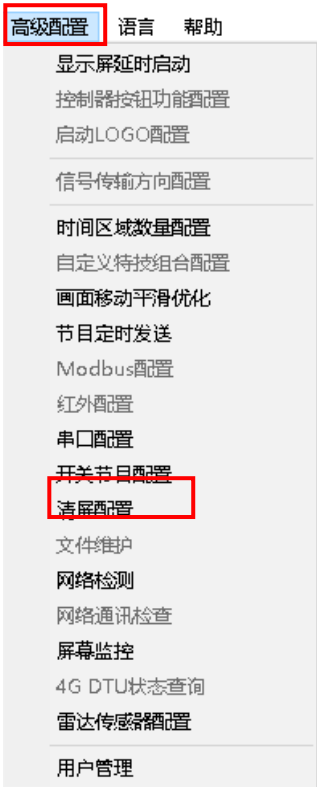 高级配置 语言 帮助
显示屏延时启动
控制器按钮功能配置
启动LOGO配置
信号传输方向配置
时间区域数量配置
自定义特技组合配置
画面移动平滑优化
节目定时发送
Modbus配置
红外配置
串口配置
开关节目配置
清屏配置
文件维护
网络检测
网络通讯检查
屏幕监控
4G DTU状态查询
雷达传感器配置
用户管理